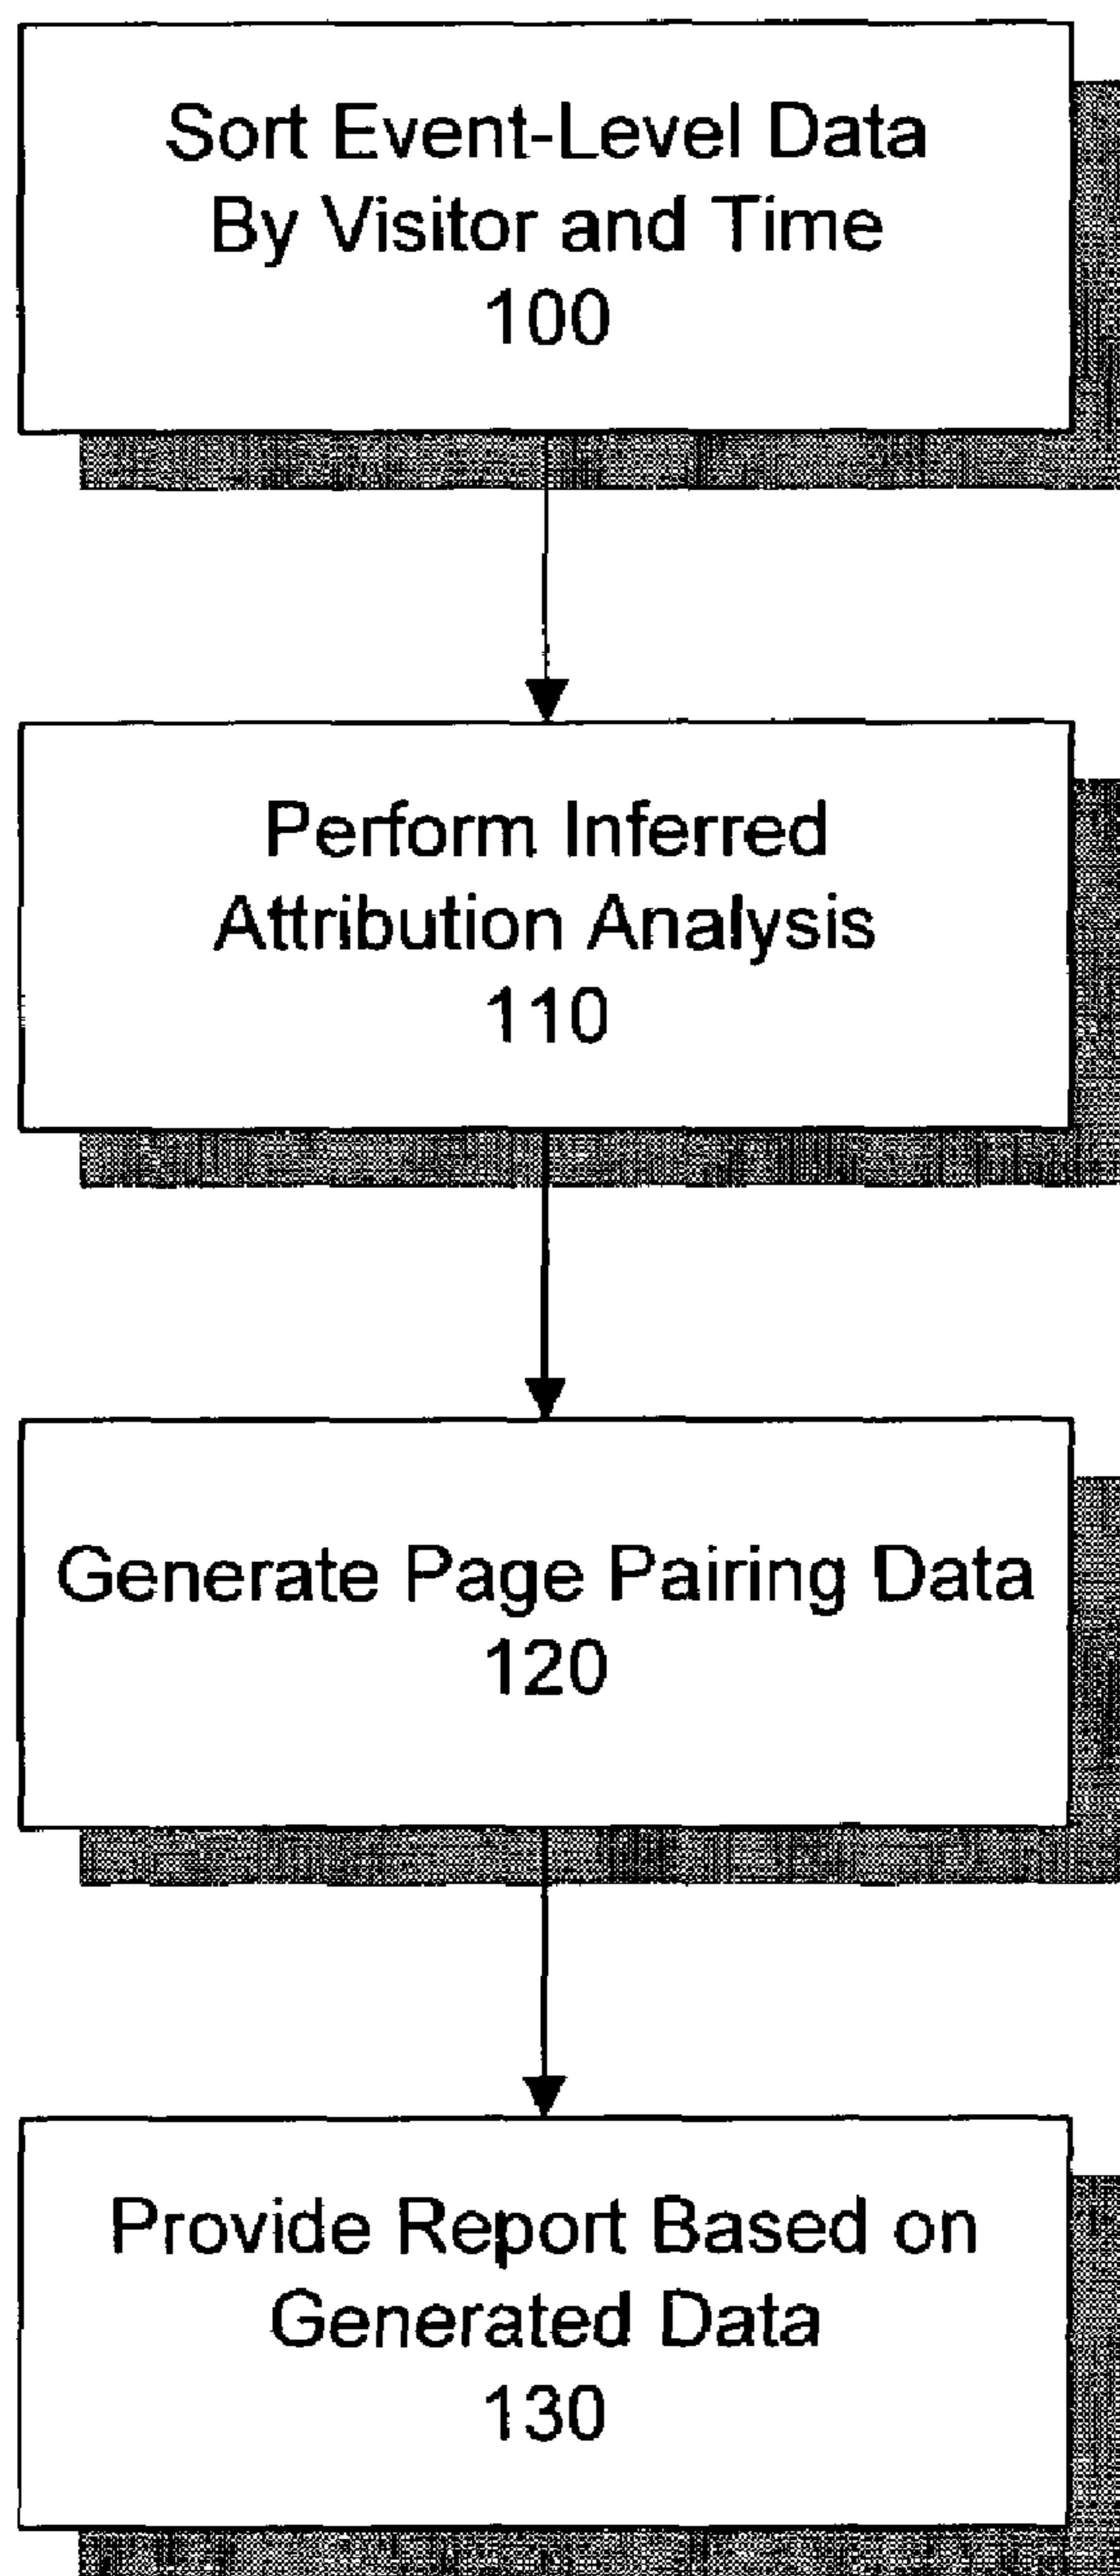 Sort Event-Level Data
By Visitor and Time
100
Perform Inferred
Attribution Analysis
110
Generate Page Pairing Data
120
Provide Report Based on
Generated Data
130